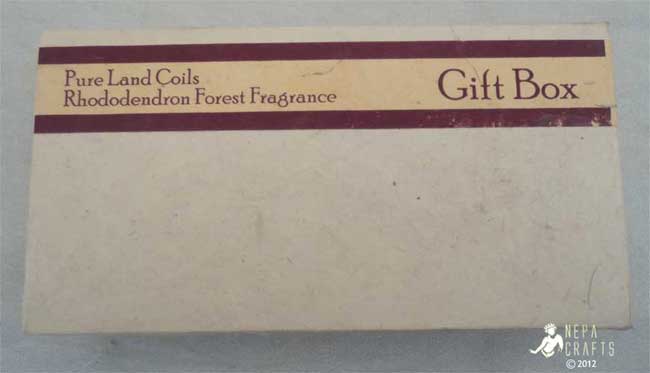 Pure Land Coils
Rhododendron Forest Fragrance
Gift Box
NEPA
CRAFTS
© 2012